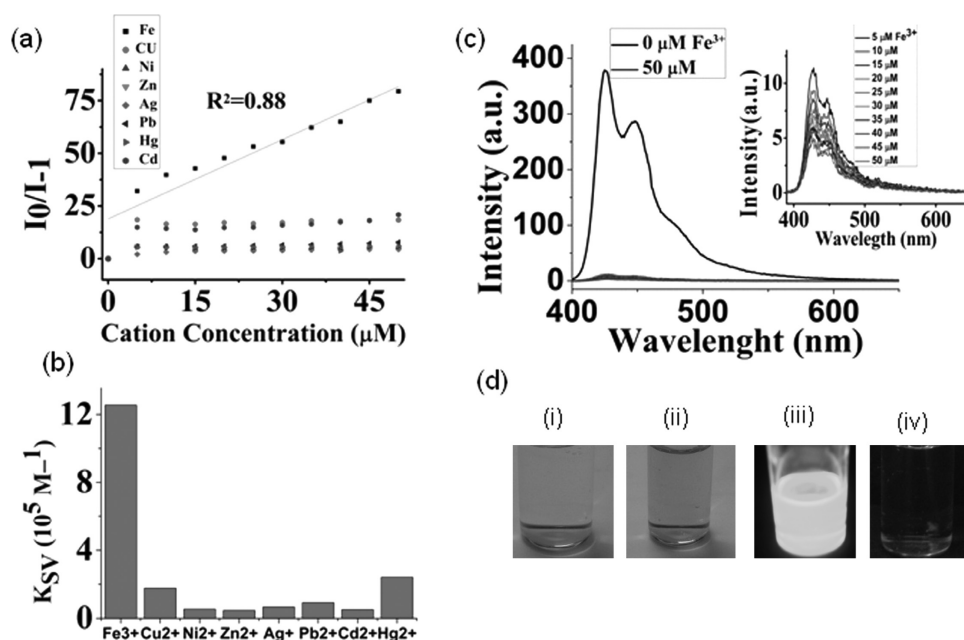 (a)
Fe
CU
Ni
Zn
Ag
Pb
Hg
Cd
R²=0.88
I0/I-1
75
50
25
0
0 15 30 45
Cation Concentration (μM)
(b)
K_SV (10⁵ M⁻¹)
12
8
4
0
Fe3+ Cu2+ Ni2+ Zn2+ Ag+ Pb2+ Cd2+ Hg2+
(c)
0 μM Fe³⁺
50 μM
Intensity (a.u.)
400
300
200
100
0
400 500 600
Wavelenght (nm)
5 μM Fe³⁺
10 μM
15 μM
20 μM
25 μM
30 μM
35 μM
40 μM
45 μM
50 μM
Intensity(a.u.)
10
5
0
400 500 600
Wavelegth (nm)
(d)
(i) (ii) (iii) (iv)